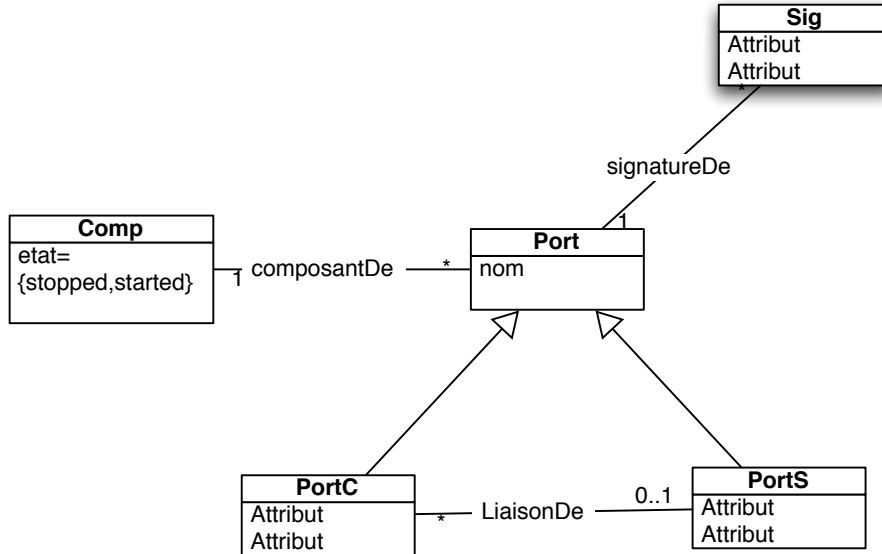 Sig
Attribut
Attribut
*
signatureDe
1
Comp
etat=
{stopped,started}
1
composantDe
*
Port
nom
PortC
Attribut
Attribut
*
LiaisonDe
0..1
PortS
Attribut
Attribut